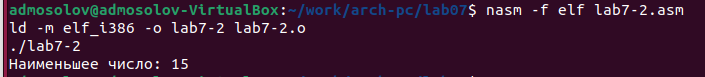 admosolov@admosolov-VirtualBox:~/work/arch-pc/lab07$ nasm -f elf lab7-2.asm
ld -m elf_i386 -o lab7-2 lab7-2.o
./lab7-2
Наименьшее число: 15